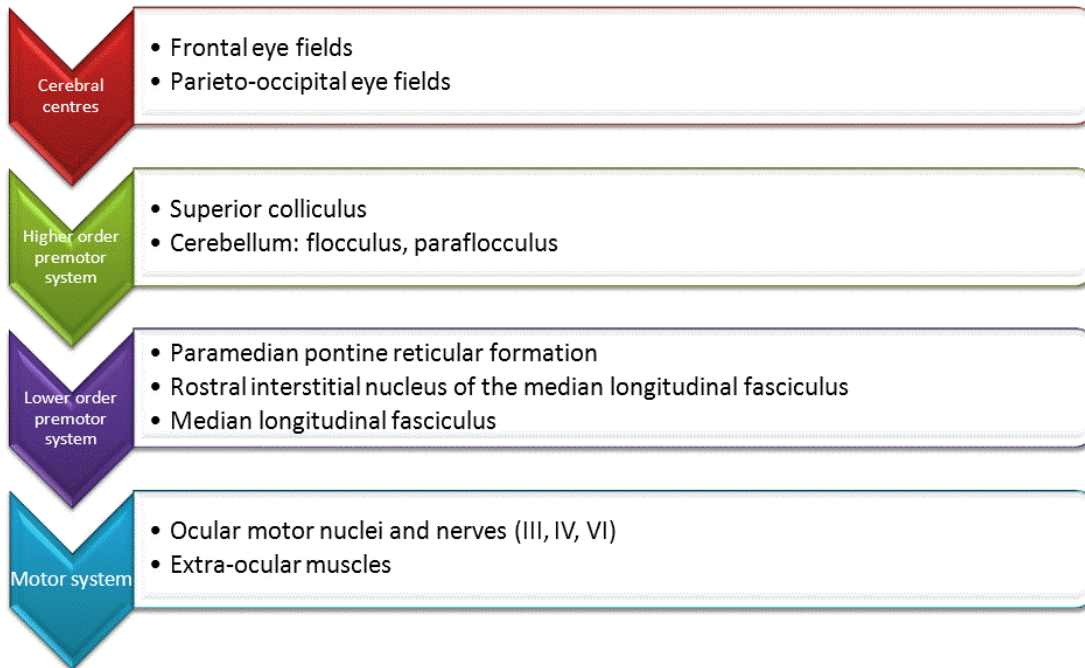 Cerebral
centres
• Frontal eye fields
• Parieto-occipital eye fields
Higher order
premotor
system
• Superior colliculus
• Cerebellum: flocculus, paraflocculus
Lower order
premotor
system
• Paramedian pontine reticular formation
• Rostral interstitial nucleus of the median longitudinal fasciculus
• Median longitudinal fasciculus
Motor system
• Ocular motor nuclei and nerves (III, IV, VI)
• Extra-ocular muscles